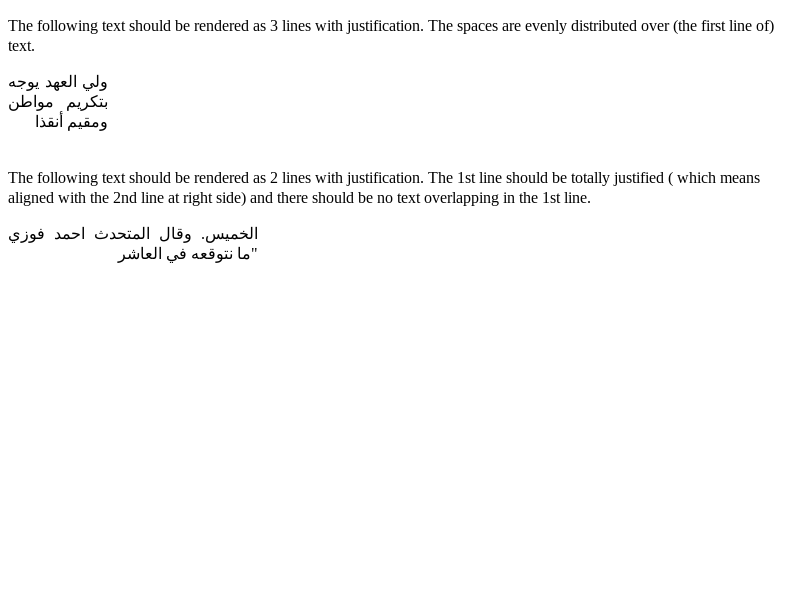 The following text should be rendered as 3 lines with justification. The spaces are evenly distributed over (the first line of)
text.
ولي العهد يوجه
بتكريم مواطن
ومقيم أنقذا
The following text should be rendered as 2 lines with justification. The 1st line should be totally justified ( which means
aligned with the 2nd line at right side) and there should be no text overlapping in the 1st line.
الخميس. وقال المتحدث احمد فوزي
"ما نتوقعه في العاشر